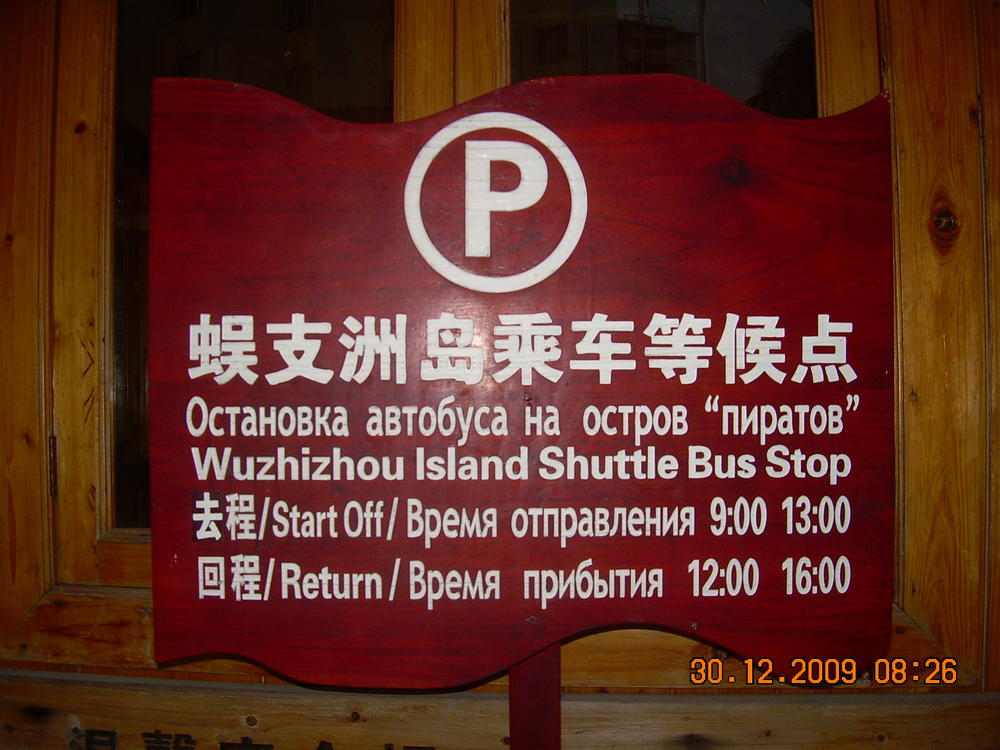 P
蜈支洲岛乘车等候点
Остановка автобуса на остров “пиратов”
Wuzhizhou Island Shuttle Bus Stop
去程/Start Off/Время отправления 9:00 13:00
回程/Return/Время прибытия 12:00 16:00
30.12.2009 08:26